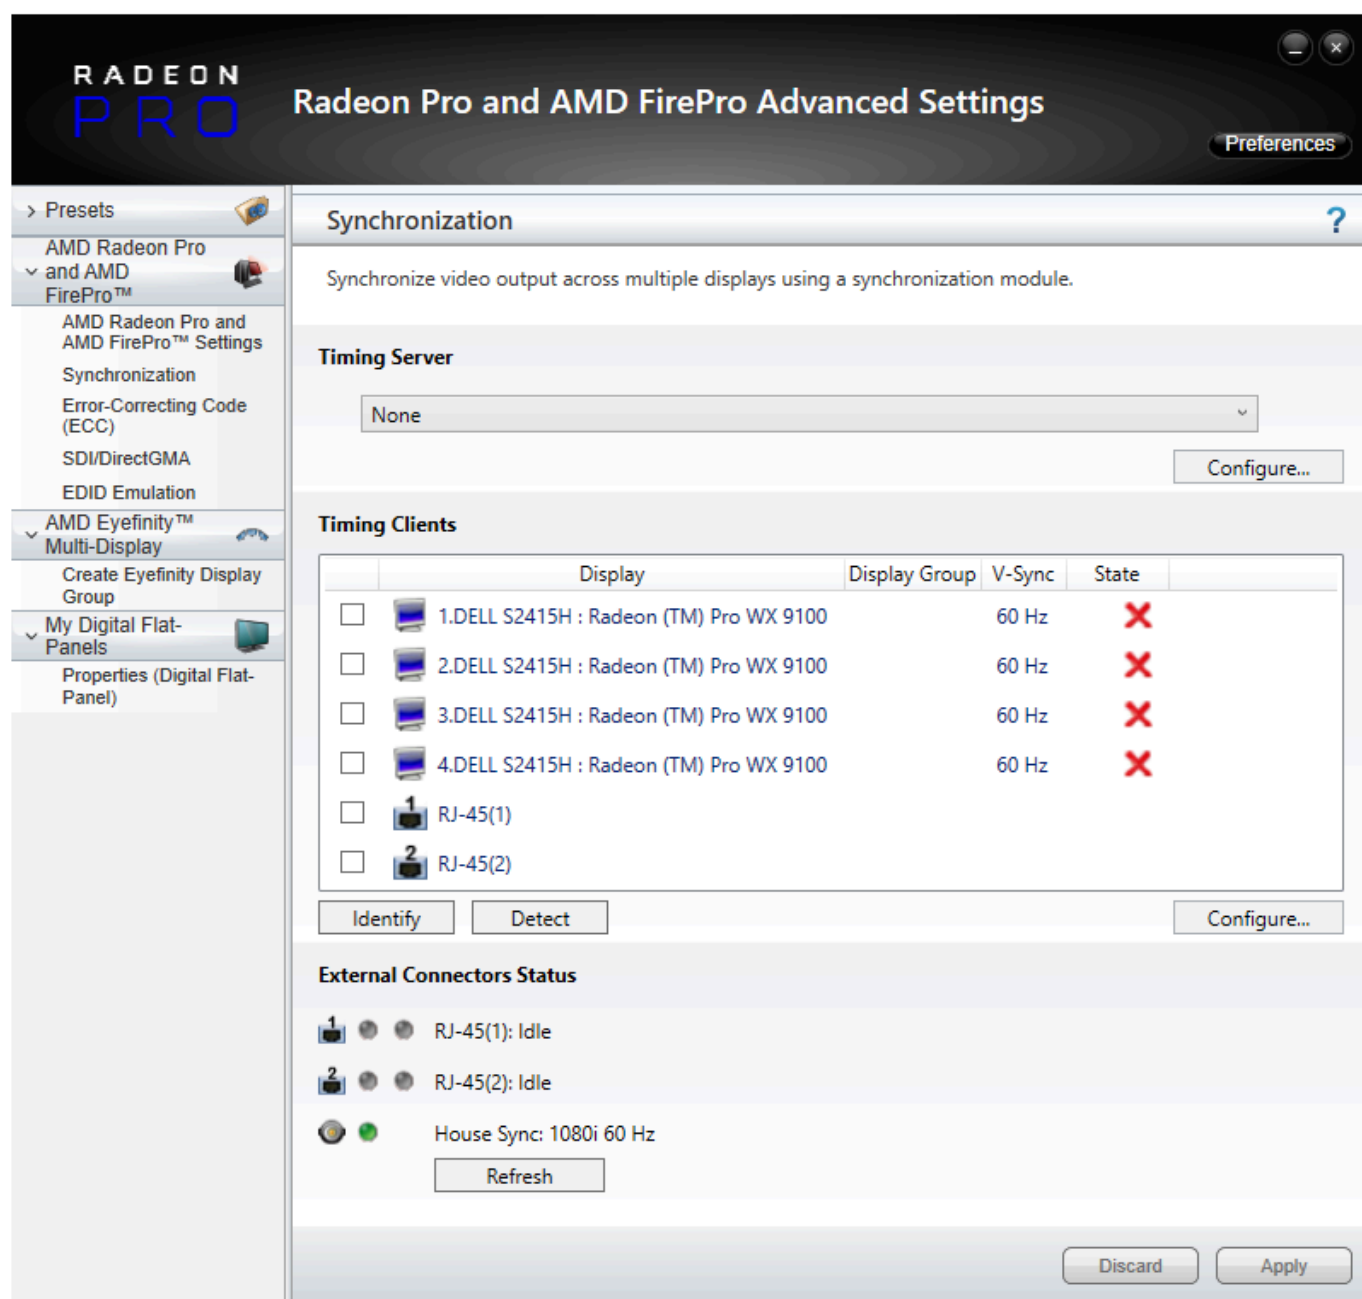 RADEON
PRO
Radeon Pro and AMD FirePro Advanced Settings
Preferences
Presets
AMD Radeon Pro
and AMD
FirePro™
AMD Radeon Pro and
AMD FirePro™ Settings
Synchronization
Error-Correcting Code
(ECC)
SDI/DirectGMA
EDID Emulation
AMD Eyefinity™
Multi-Display
Create Eyefinity Display
Group
My Digital Flat-
Panels
Properties (Digital Flat-
Panel)
Synchronization
?
Synchronize video output across multiple displays using a synchronization module.
Timing Server
None
Configure...
Timing Clients
Display Display Group V-Sync State
1.DELL S2415H : Radeon (TM) Pro WX 9100 60 Hz
2.DELL S2415H : Radeon (TM) Pro WX 9100 60 Hz
3.DELL S2415H : Radeon (TM) Pro WX 9100 60 Hz
4.DELL S2415H : Radeon (TM) Pro WX 9100 60 Hz
1 RJ-45(1)
2 RJ-45(2)
Identify Detect Configure...
External Connectors Status
1 RJ-45(1): Idle
2 RJ-45(2): Idle
House Sync: 1080i 60 Hz
Refresh
Discard Apply